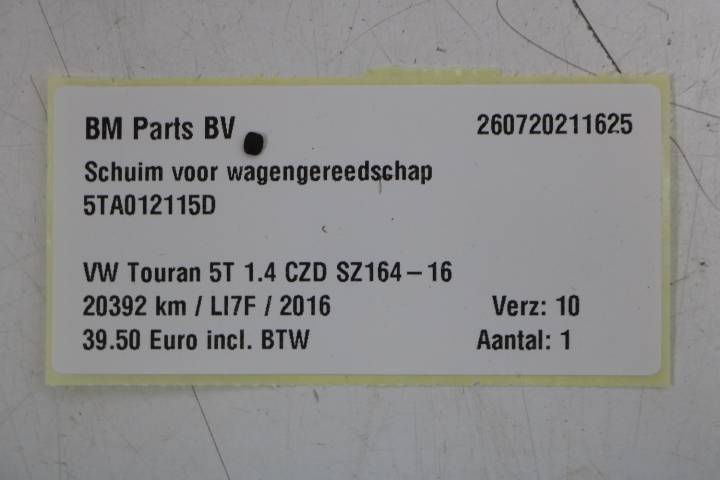 BM Parts BV 260720211625
Schuim voor wagengereedschap
5TA012115D
VW Touran 5T 1.4 CZD SZ164-16
20392 km / LI7F / 2016 Verz: 10
39.50 Euro incl. BTW Aantal: 1